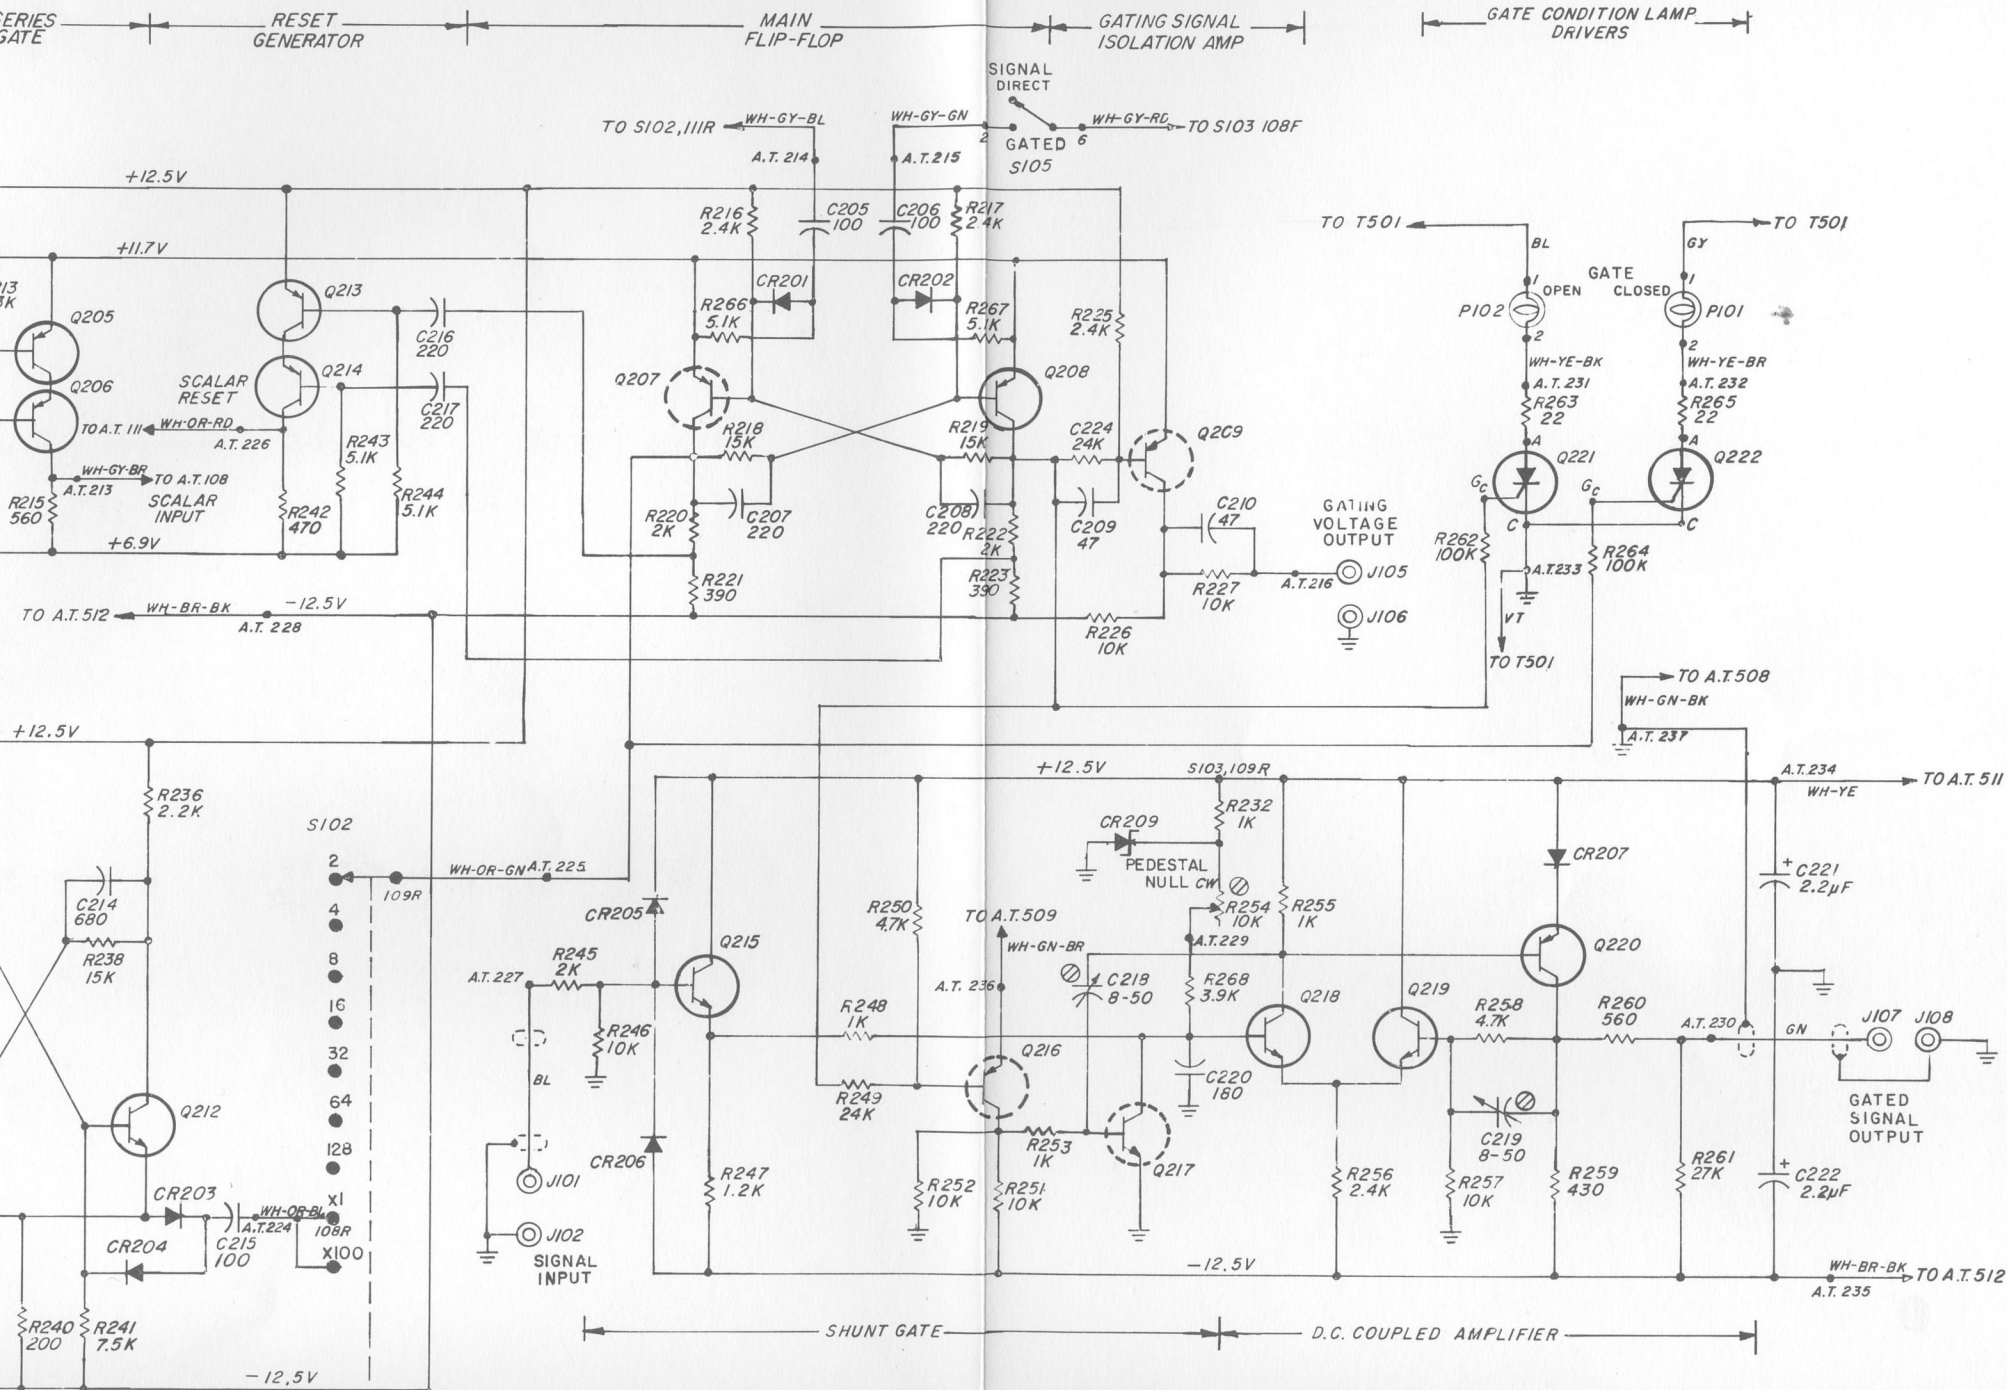 SERIES
GATE
RESET
GENERATOR
MAIN
FLIP-FLOP
GATING SIGNAL
ISOLATION AMP
GATE CONDITION LAMP
DRIVERS
SIGNAL
DIRECT
TO S102,111R
WH-GY-BL
WH-GY-GN
2
GATED
6
WH-GY-RD
TO S103 108F
A.T. 214
A.T. 215
S105
+12.5V
R216
2.4K
C205
100
C206
100
R217
2.4K
TO T501
TO T501
BL
GY
+11.7V
CR201
CR202
GATE
1
OPEN
CLOSED
1
13
3K
Q205
Q213
C216
220
R266
5.1K
R267
5.1K
R225
2.4K
P102
P101
2
2
WH-YE-BK
WH-YE-BR
Q206
SCALAR
RESET
Q214
C217
220
Q207
Q208
A.T. 231
A.T. 232
R263
22
R265
22
TO A.T. 111
WH-OR-RD
A.T. 226
R243
5.1K
R218
15K
R219
15K
C224
24K
Q209
A
A
Q221
Q222
WH-GY-BR
TO A.T. 108
A.T. 213
SCALAR
INPUT
R215
560
R242
470
R244
5.1K
R220
2K
C207
220
C208
220
R222
2K
C209
47
C210
47
GATING
VOLTAGE
OUTPUT
GC
GC
C
C
+6.9V
R262
100K
R264
100K
R221
390
R223
390
R227
10K
A.T. 216
J105
A.T.233
TO A.T. 512
WH-BR-BK
-12.5V
A.T. 228
R226
10K
J106
VT
TO T501
TO A.T. 508
WH-GN-BK
A.T. 237
+12.5V
R236
2.2K
+12.5V
S103,109R
A.T.234
WH-YE
TO A.T. 511
S102
R232
1K
CR209
PEDESTAL
NULL CW
CR207
2
WH-OR-GN
A.T. 225
109R
C214
680
4
CR205
R250
4.7K
TO A.T.509
R254
10K
R255
1K
+
C221
2.2µF
R238
15K
8
R245
2K
Q215
WH-GN-BR
A.T.229
Q220
A.T. 227
A.T. 236
C218
8-50
R268
3.9K
Q218
Q219
16
R246
10K
R248
1K
R258
4.7K
R260
560
A.T. 230
GN
J107
J108
32
BL
Q216
64
R249
24K
C220
180
Q212
C219
8-50
GATED
SIGNAL
OUTPUT
128
CR206
R247
1.2K
R253
1K
Q217
R252
10K
R251
10K
R256
2.4K
R257
10K
R259
430
R261
27K
+
C222
2.2µF
J101
CR203
X1
WH-OR-BL
A.T.224
108R
CR204
C215
100
X100
J102
SIGNAL
INPUT
-12.5V
WH-BR-BK
TO A.T. 512
A.T. 235
R240
200
R241
7.5K
SHUNT GATE
D.C. COUPLED AMPLIFIER
-12.5V